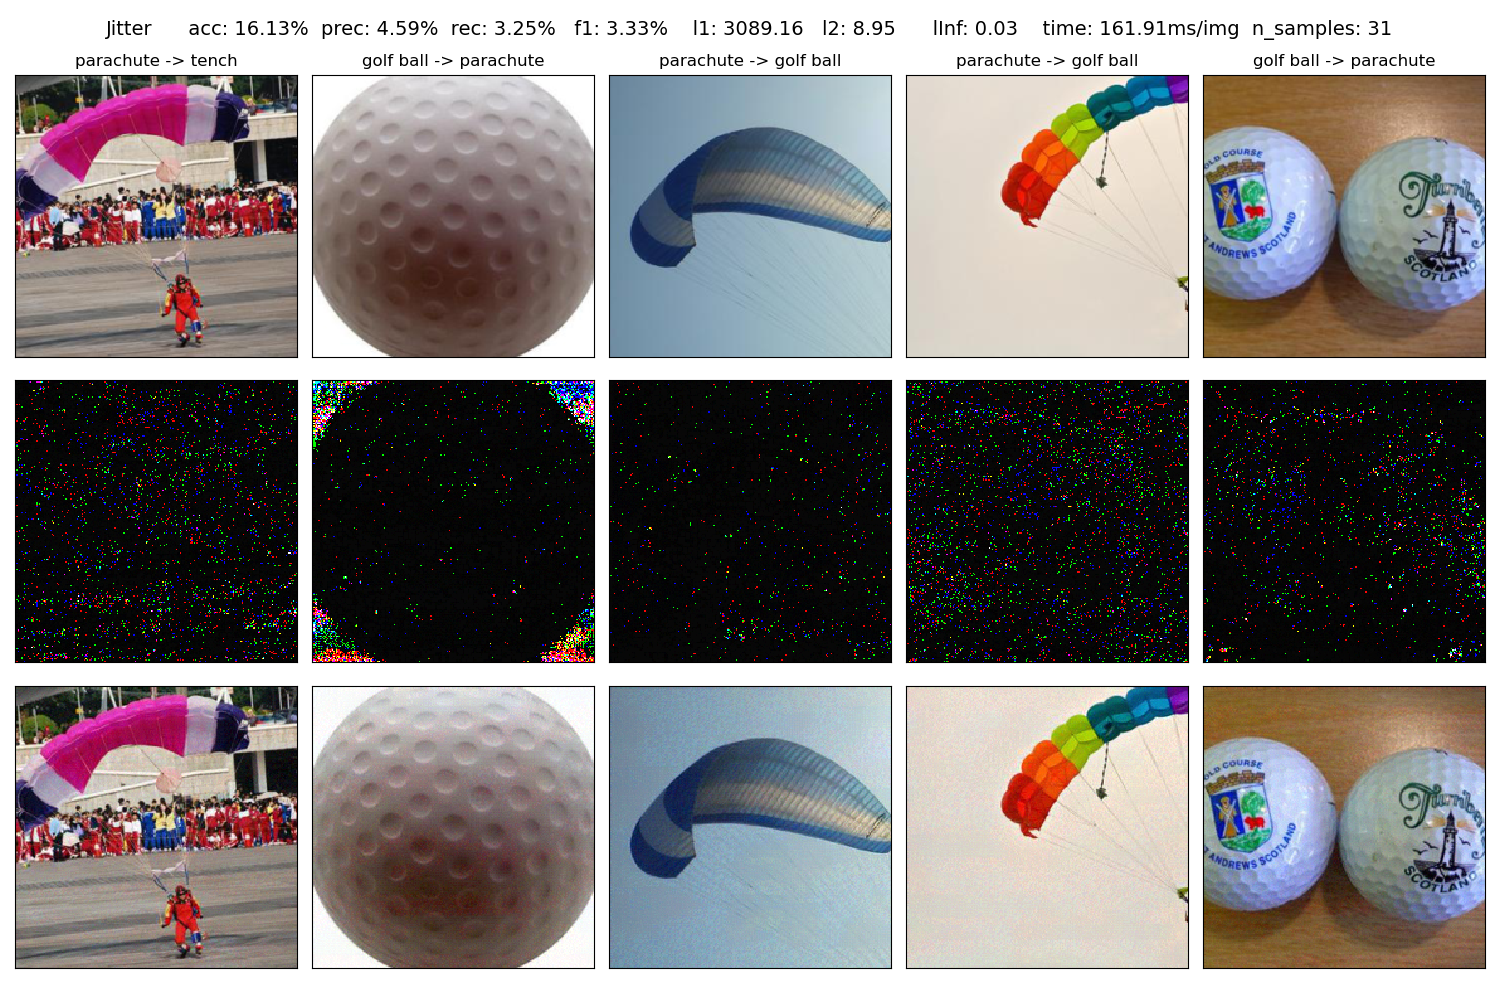 Jitter acc: 16.13% prec: 4.59% rec: 3.25% f1: 3.33% l1: 3089.16 l2: 8.95 lInf: 0.03 time: 161.91ms/img n_samples: 31
parachute -> tench
golf ball -> parachute
parachute -> golf ball
parachute -> golf ball
golf ball -> parachute
OLD COURSE
ANDREWS SCOTLAND
SCOTLAND
OLD COURSE
ANDREWS SCOTLAND
SCOTLAND